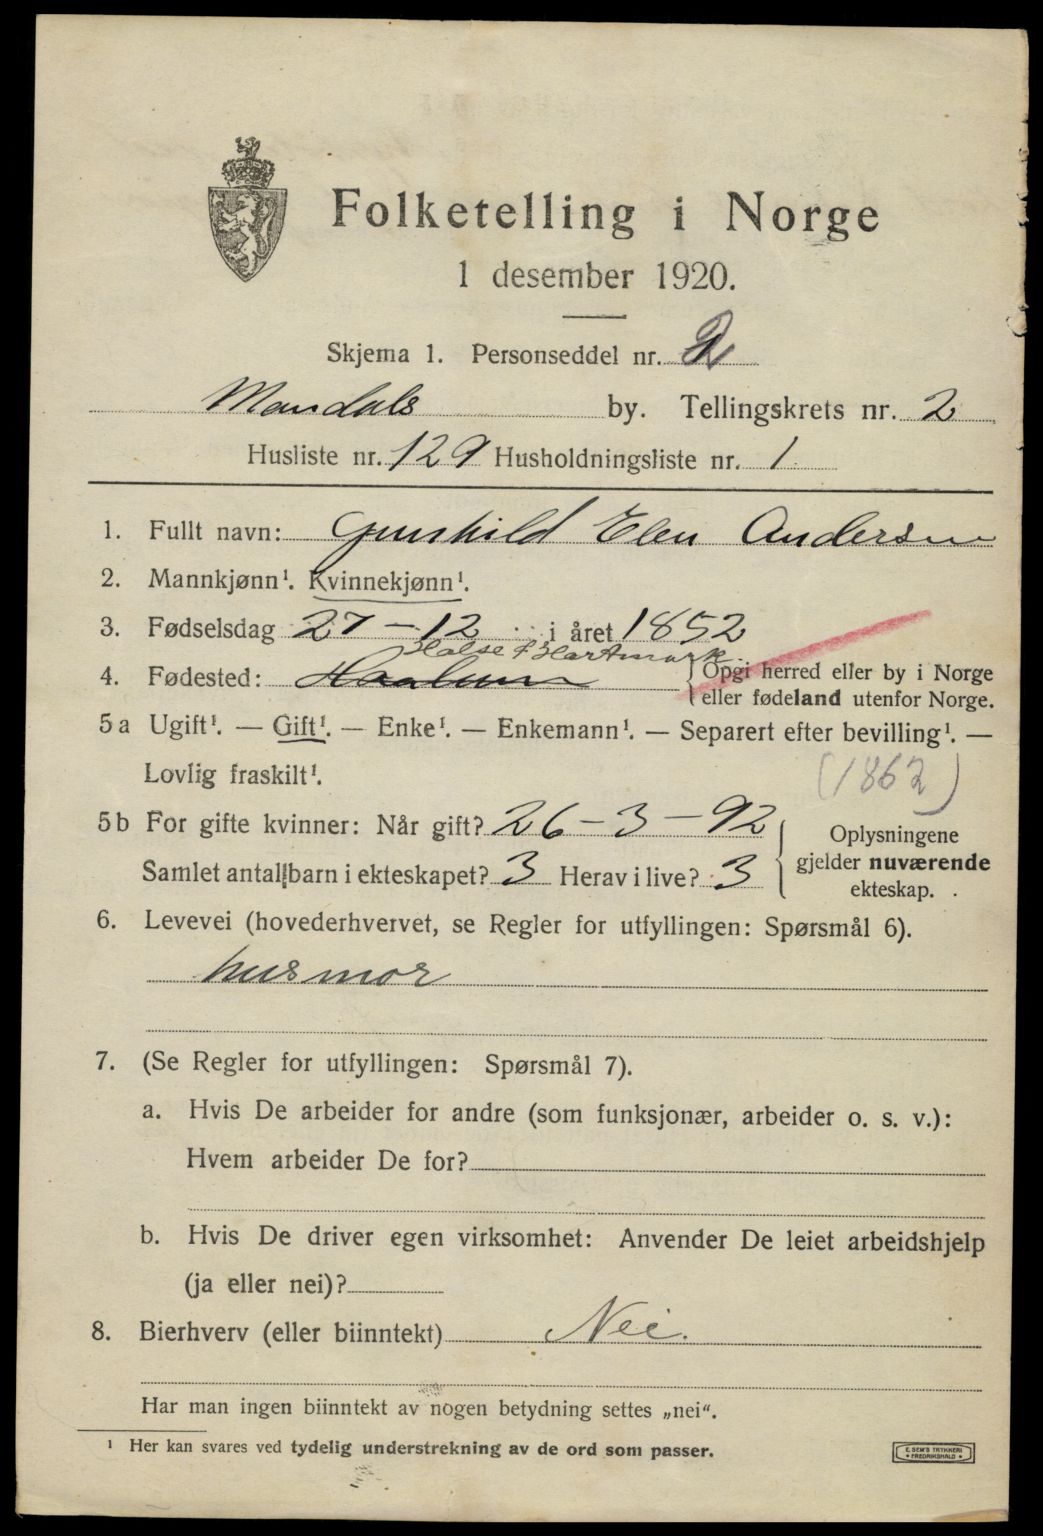 Folketelling i Norge
1 desember 1920.
Skjema 1. Personseddel nr. 2
Mandals by. Tellingskrets nr. 2
Husliste nr. 129 Husholdningsliste nr. 1
1. Fullt navn: Gunhild Elen Andersen
2. Mannkjønn¹. Kvinnekjønn¹.
3. Fødselsdag 27 - 12 i året 1852
Halse & Hartmark
4. Fødested: Opgi herred eller by i Norge
eller fødeland utenfor Norge.
5a Ugift¹. — Gift¹. — Enke¹. — Enkemann¹. — Separert efter bevilling¹. —
Lovlig fraskilt¹. (1862)
5b For gifte kvinner: Når gift? 26 - 3 - 92 Oplysningene
gjelder nuværende
Samlet antal barn i ekteskapet? 3 Herav i live? 3
ekteskap.
6. Levevei (hovederhvervet, se Regler for utfyllingen: Spørsmål 6).
husmor
7. (Se Regler for utfyllingen: Spørsmål 7).
a. Hvis De arbeider for andre (som funksjonær, arbeider o. s. v.):
Hvem arbeider De for?
b. Hvis De driver egen virksomhet: Anvender De leiet arbeidshjelp
(ja eller nei)?
8. Bierhverv (eller biinntekt) Nei.
Har man ingen biinntekt av nogen betydning settes „nei".
¹ Her kan svares ved tydelig understrekning av de ord som passer.
E. SEM'S TRYKKERI
FREDRIKSHALD